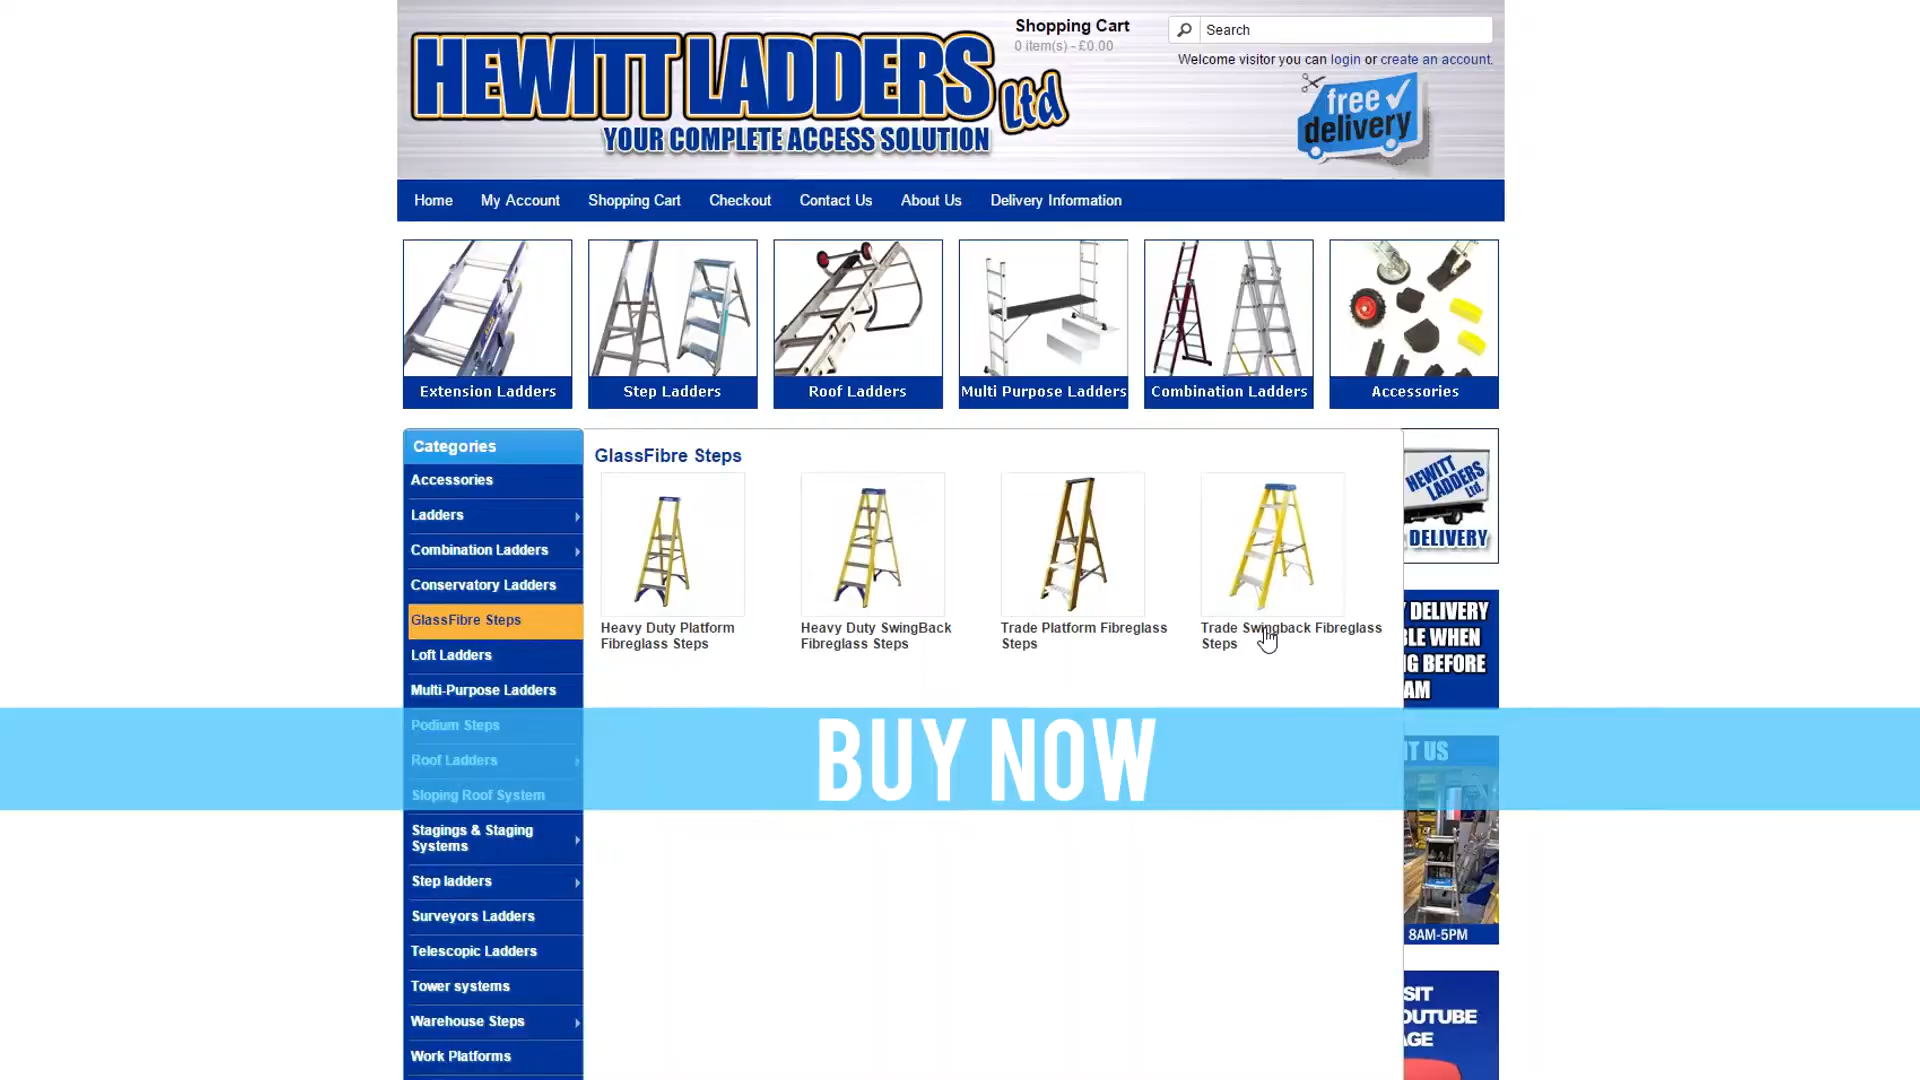 HEWITT LADDERS Ltd
YOUR COMPLETE ACCESS SOLUTION
Shopping Cart
0 item(s) - £0.00
Search
Welcome visitor you can login or create an account.
free
delivery
Home My Account Shopping Cart Checkout Contact Us About Us Delivery Information
Extension Ladders
Step Ladders
Roof Ladders
Multi Purpose Ladders
Combination Ladders
Accessories
Categories
Accessories
Ladders
Combination Ladders
Conservatory Ladders
GlassFibre Steps
Loft Ladders
Multi-Purpose Ladders
Podium Steps
Roof Ladders
Sloping Roof System
Stagings & Staging
Systems
Step ladders
Surveyors Ladders
Telescopic Ladders
Tower systems
Warehouse Steps
Work Platforms
GlassFibre Steps
Heavy Duty Platform
Fibreglass Steps
Heavy Duty SwingBack
Fibreglass Steps
Trade Platform Fibreglass
Steps
Trade Swingback Fibreglass
Steps
BUY NOW
HEWITT
LADDERS
Ltd.
DELIVERY
DELIVERY
WHEN
BEFORE
AM
US
8AM-5PM